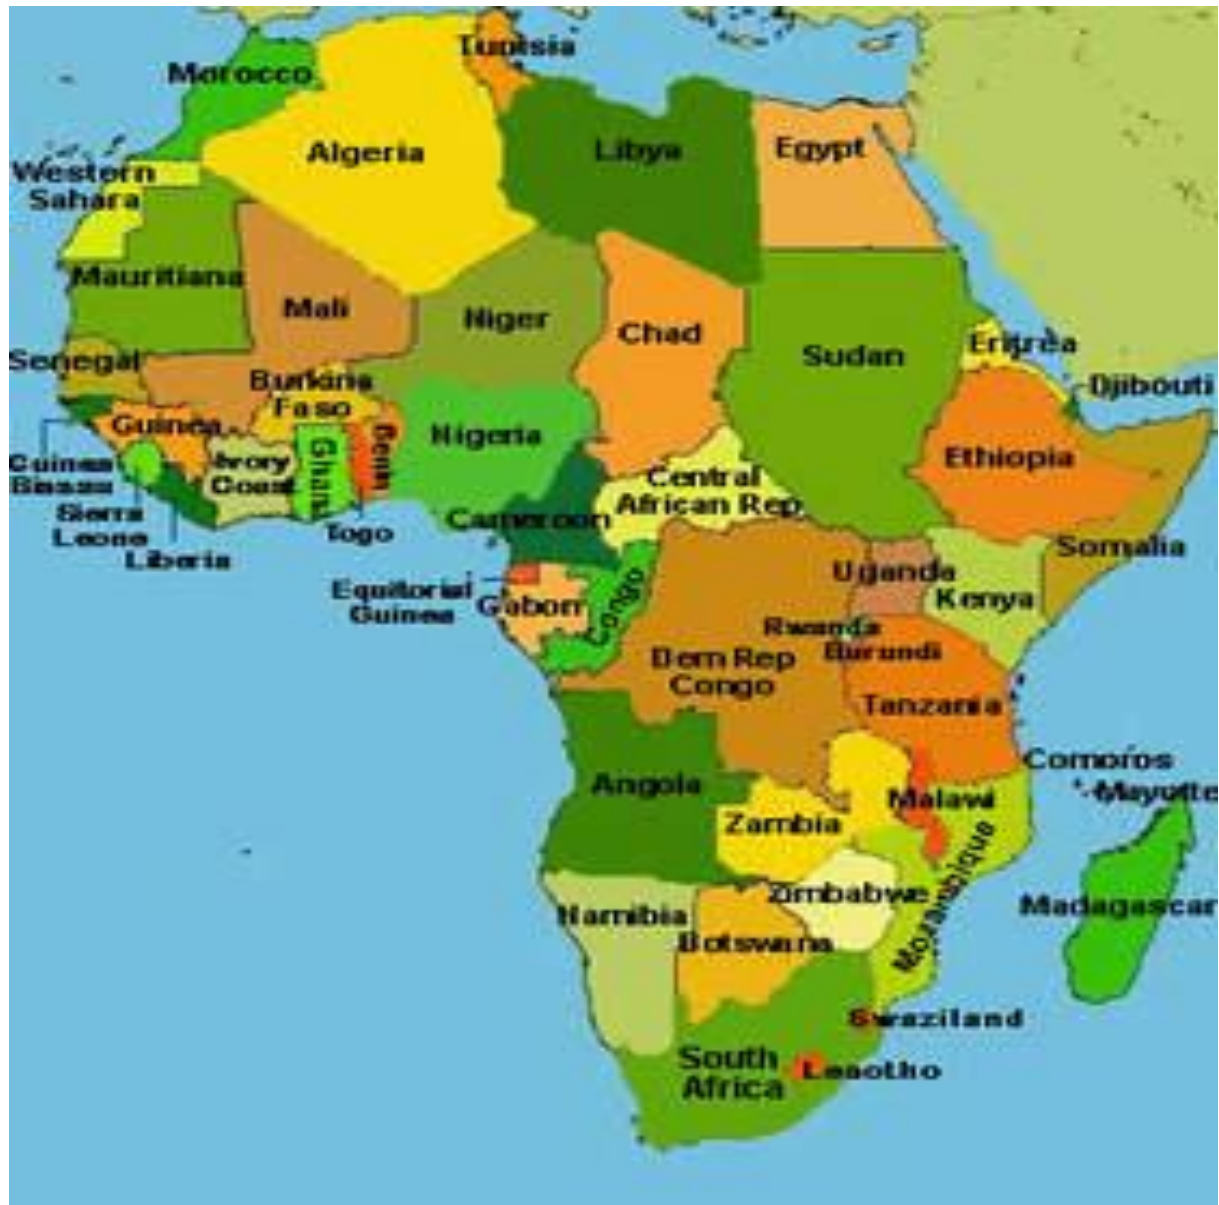 Tunisia
Morocco
Algeria
Libya
Egypt
Western
Sahara
Mauritiana
Mali
Niger
Chad
Sudan
Eritrèa
Djibouti
Senegal
Burkina
Faso
Guinea
Nigeria
Benin
Ghana
Ivory
Coast
Ethiopia
Guinea
Bissau
Sierra
Leone
Liberia
Togo
Cameroon
Central
African Rep
Somalia
Uganda
Kenya
Equitorial
Guinea
Gabon
Congo
Rwanda
Burundi
Dem Rep
Congo
Tanzania
Comoros
Mayotte
Angola
Malawi
Zambia
Mozambique
Zimbabwe
Madagascar
Namibia
Botswana
Swaziland
South
Africa
Lesotho